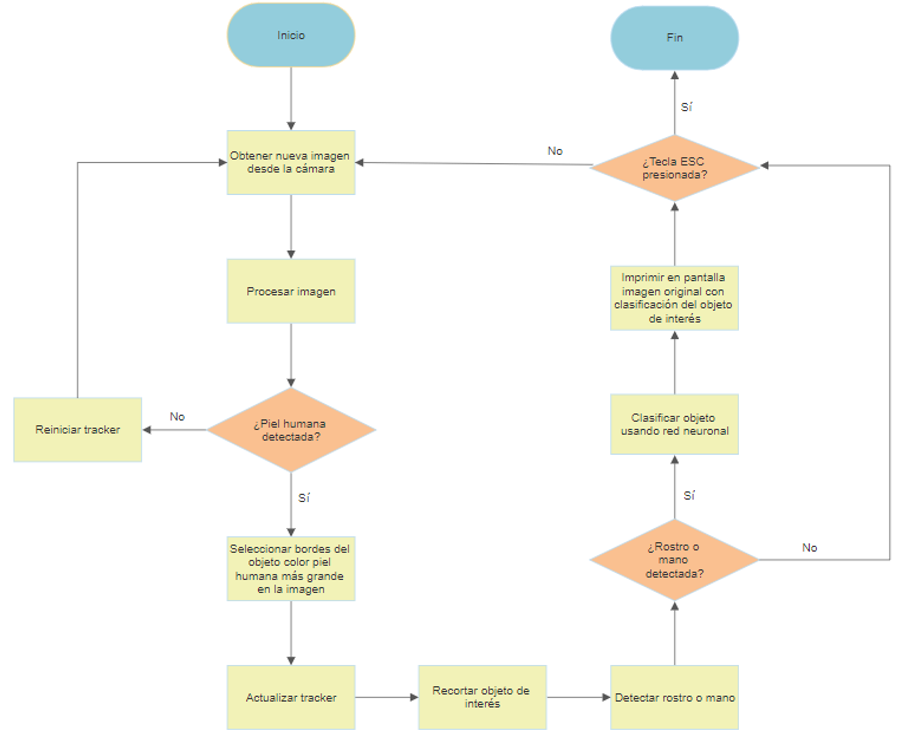 Inicio
Obtener nueva imagen
desde la cámara
Procesar imagen
¿Piel humana
detectada?
No
Reiniciar tracker
Sí
Seleccionar bordes del
objeto color piel
humana más grande
en la imagen
Actualizar tracker
Recortar objeto de
interés
Detectar rostro o mano
¿Rostro o
mano
detectada?
No
Sí
Clasificar objeto
usando red neuronal
Imprimir en pantalla
imagen original con
clasificación del objeto
de interés
¿Tecla ESC
presionada?
No
Sí
Fin